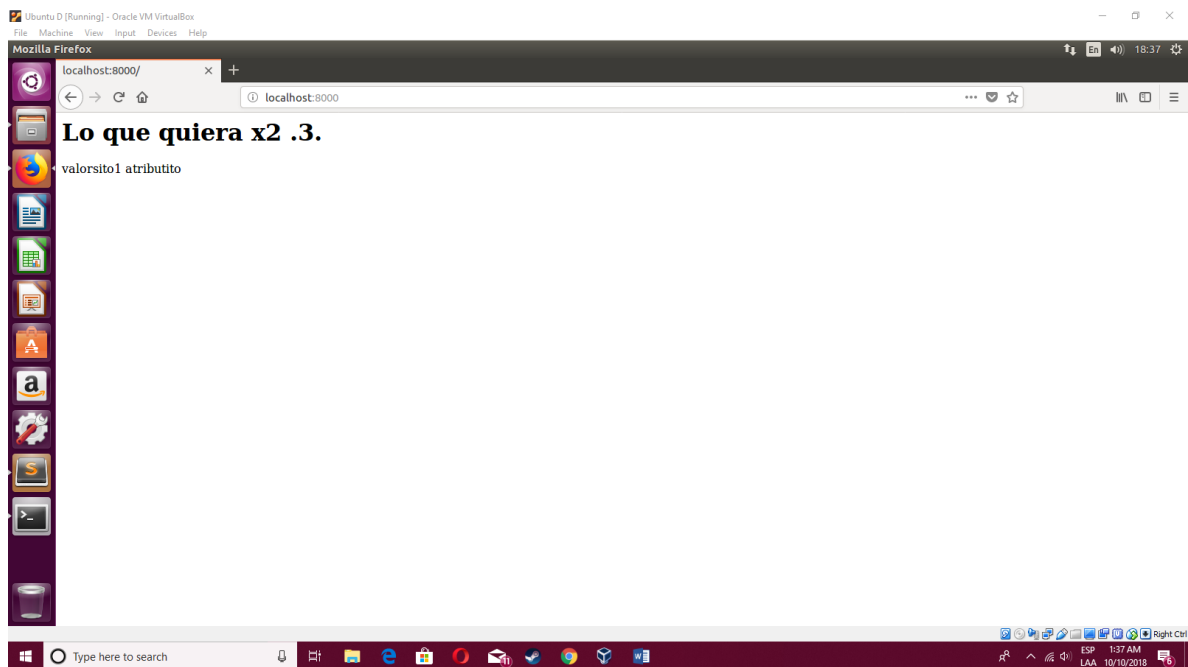 Ubuntu D [Running] - Oracle VM VirtualBox
File Machine View Input Devices Help
Mozilla Firefox
En 18:37
localhost:8000/
localhost:8000
Lo que quiera x2 .3.
valorsito1 atributito
Right Ctrl
Type here to search
11
ESP 1:37 AM
LAA 10/10/2018
6